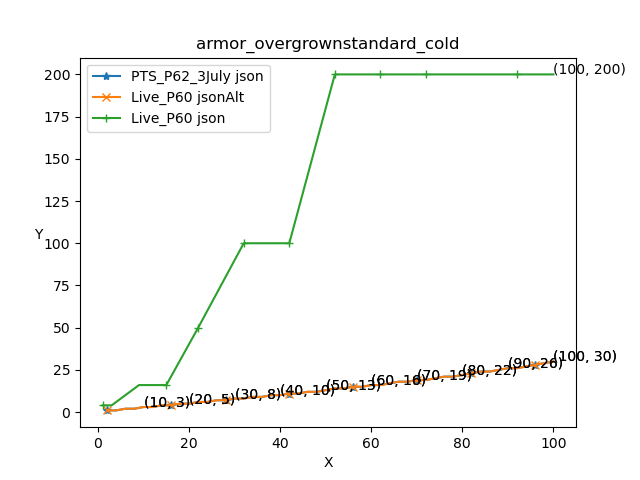 armor_overgrownstandard_cold
PTS_P62_3July json
Live_P60 jsonAlt
Live_P60 json
(100, 200)
200
175
150
125
Y
100
75
50
25
0
(10, 3)
(20, 5)
(30, 8)
(40, 10)
(50, 13)
(60, 16)
(70, 19)
(80, 22)
(90, 26)
(100, 30)
0 20 40 60 80 100
X